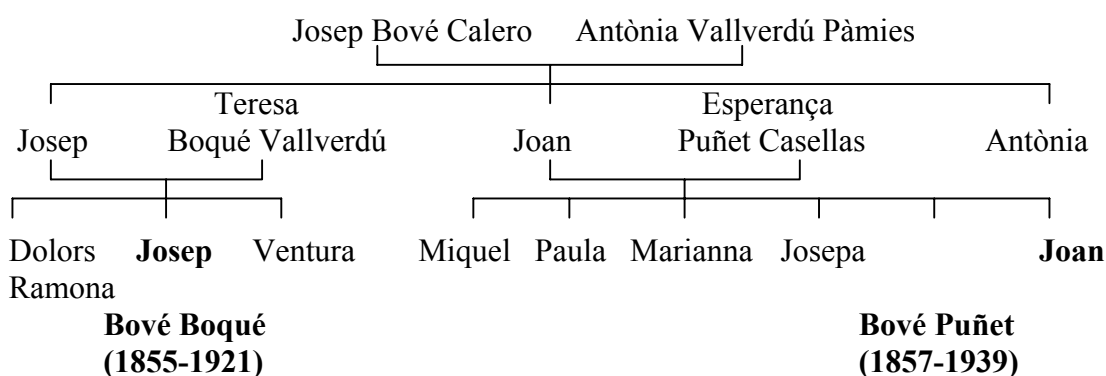 Josep Bové Calero Antònia Vallverdú Pàmies
Teresa Esperança
Josep Boqué Vallverdú Joan Puñet Casellas Antònia
Dolors Josep Ventura Miquel Paula Marianna Josepa Joan
Ramona
Bové Boqué Bové Puñet
(1855-1921) (1857-1939)